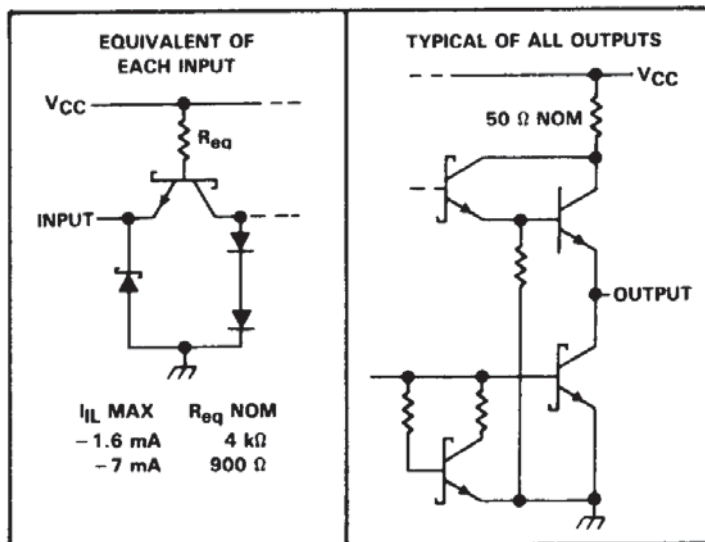 EQUIVALENT OF
EACH INPUT
VCC
Req
INPUT
IIL MAX Req NOM
−1.6 mA 4 kΩ
−7 mA 900 Ω
TYPICAL OF ALL OUTPUTS
VCC
50 Ω NOM
OUTPUT